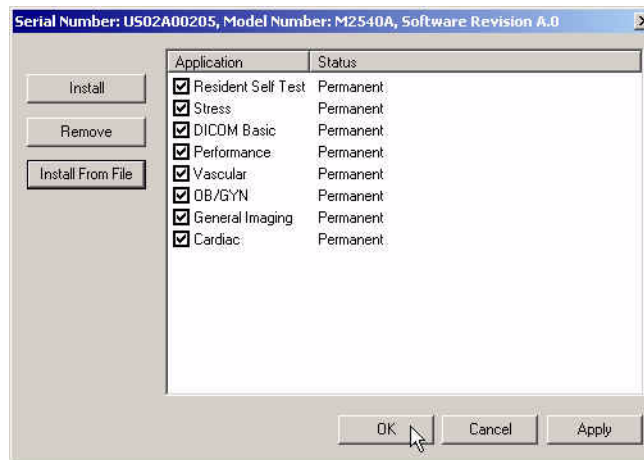 Serial Number: US02A00205, Model Number: M2540A, Software Revision A.0
Install
Remove
Install From File
Application Status
Resident Self Test Permanent
Stress Permanent
DICOM Basic Permanent
Performance Permanent
Vascular Permanent
OB/GYN Permanent
General Imaging Permanent
Cardiac Permanent
OK Cancel Apply